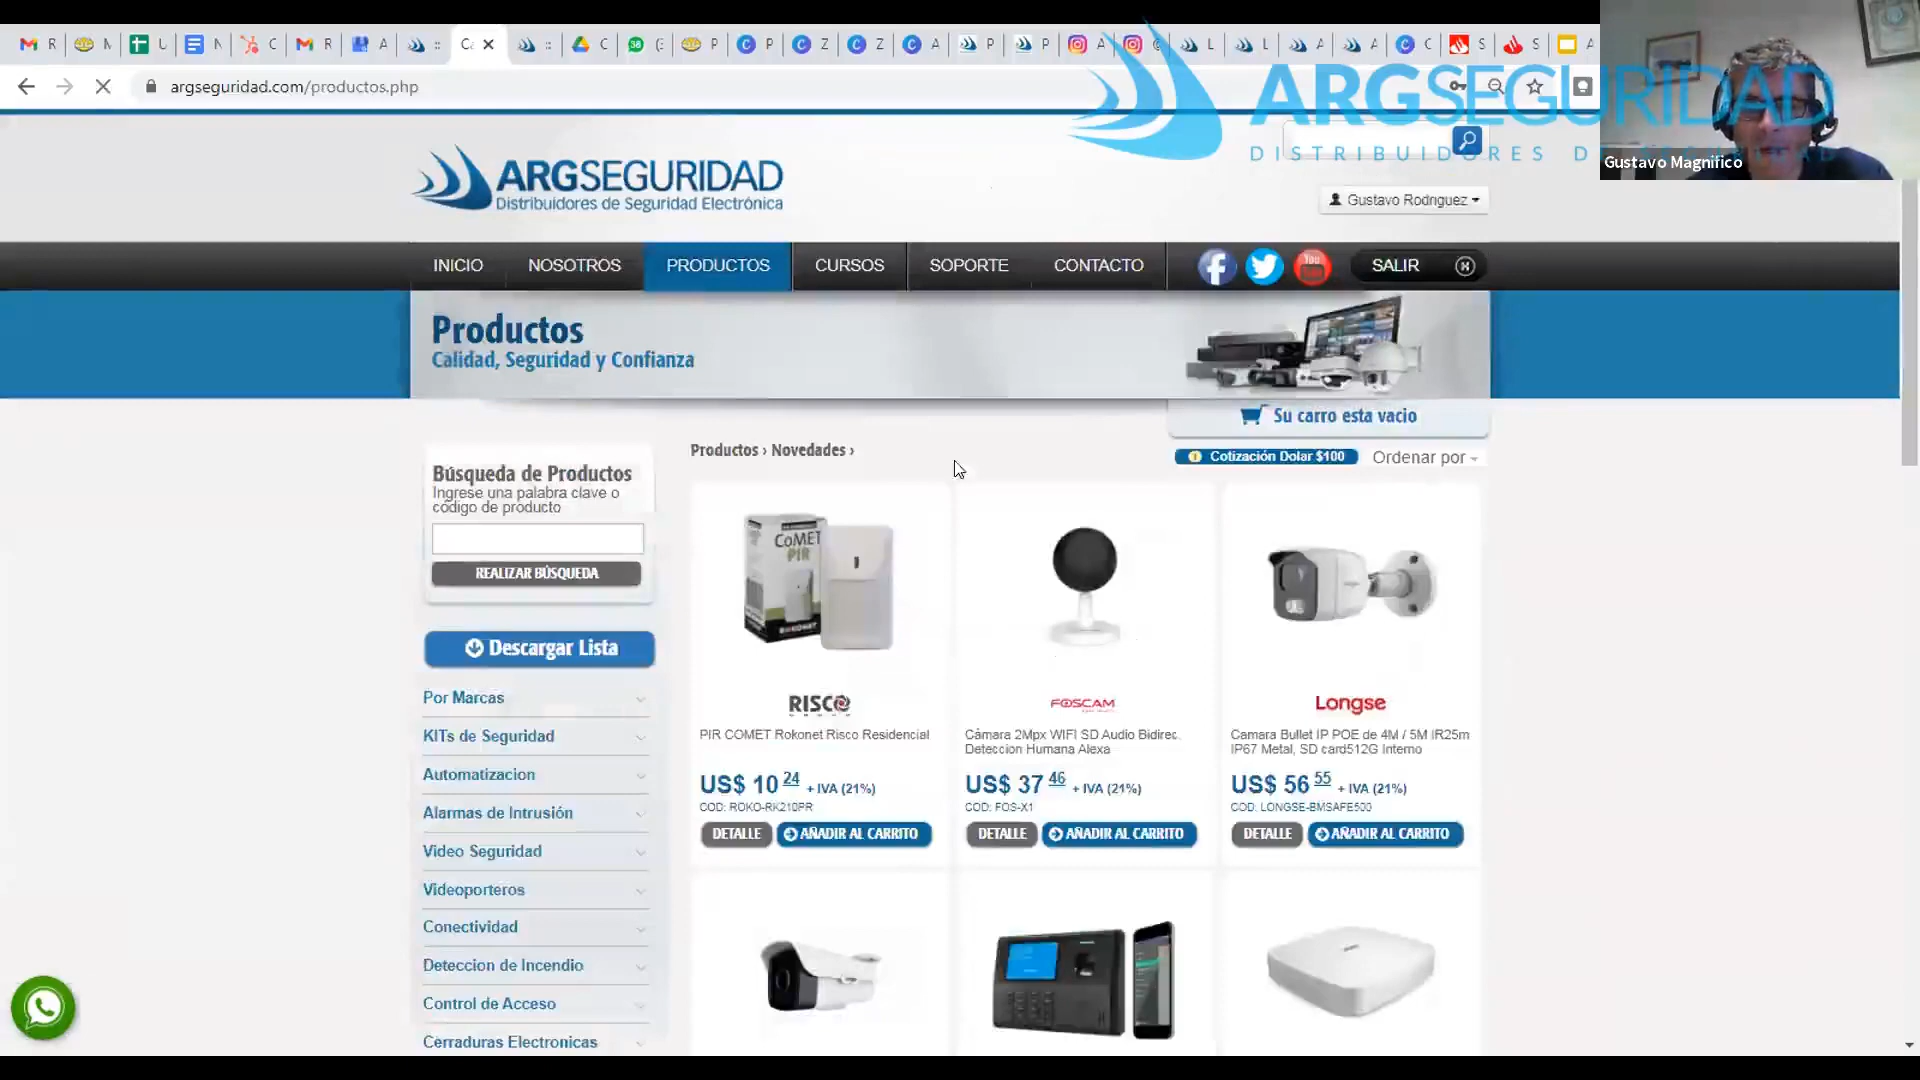 argseguridad.com/productos.php
ARGSEGURIDAD
DISTRIBUIDORES DE SEGURIDAD
Gustavo Magnifico
ARGSEGURIDAD
Distribuidores de Seguridad Electrónica
Gustavo Rodriguez
INICIO
NOSOTROS
PRODUCTOS
CURSOS
SOPORTE
CONTACTO
SALIR
Productos
Calidad, Seguridad y Confianza
Su carro esta vacio
Productos › Novedades ›
Cotización Dolar $100
Ordenar por
Búsqueda de Productos
Ingrese una palabra clave o
código de producto
REALIZAR BÚSQUEDA
Descargar Lista
Por Marcas
KITs de Seguridad
Automatizacion
Alarmas de Intrusión
Video Seguridad
Videoporteros
Conectividad
Deteccion de Incendio
Control de Acceso
Cerraduras Electronicas
CoMET
PIR
RISCO
GROUP
PIR COMET Rokonet Risco Residencial
US$ 10 24 + IVA (21%)
COD: ROKO-RK210PR
DETALLE
AÑADIR AL CARRITO
FOSCAM
Cámara 2Mpx WIFI SD Audio Bidirec.
Deteccion Humana Alexa
US$ 37 46 + IVA (21%)
COD: FOS-X1
DETALLE
AÑADIR AL CARRITO
Longse
Camara Bullet IP POE de 4M / 5M IR25m
IP67 Metal, SD card512G Interno
US$ 56 55 + IVA (21%)
COD: LONGSE-BMSAFE500
DETALLE
AÑADIR AL CARRITO